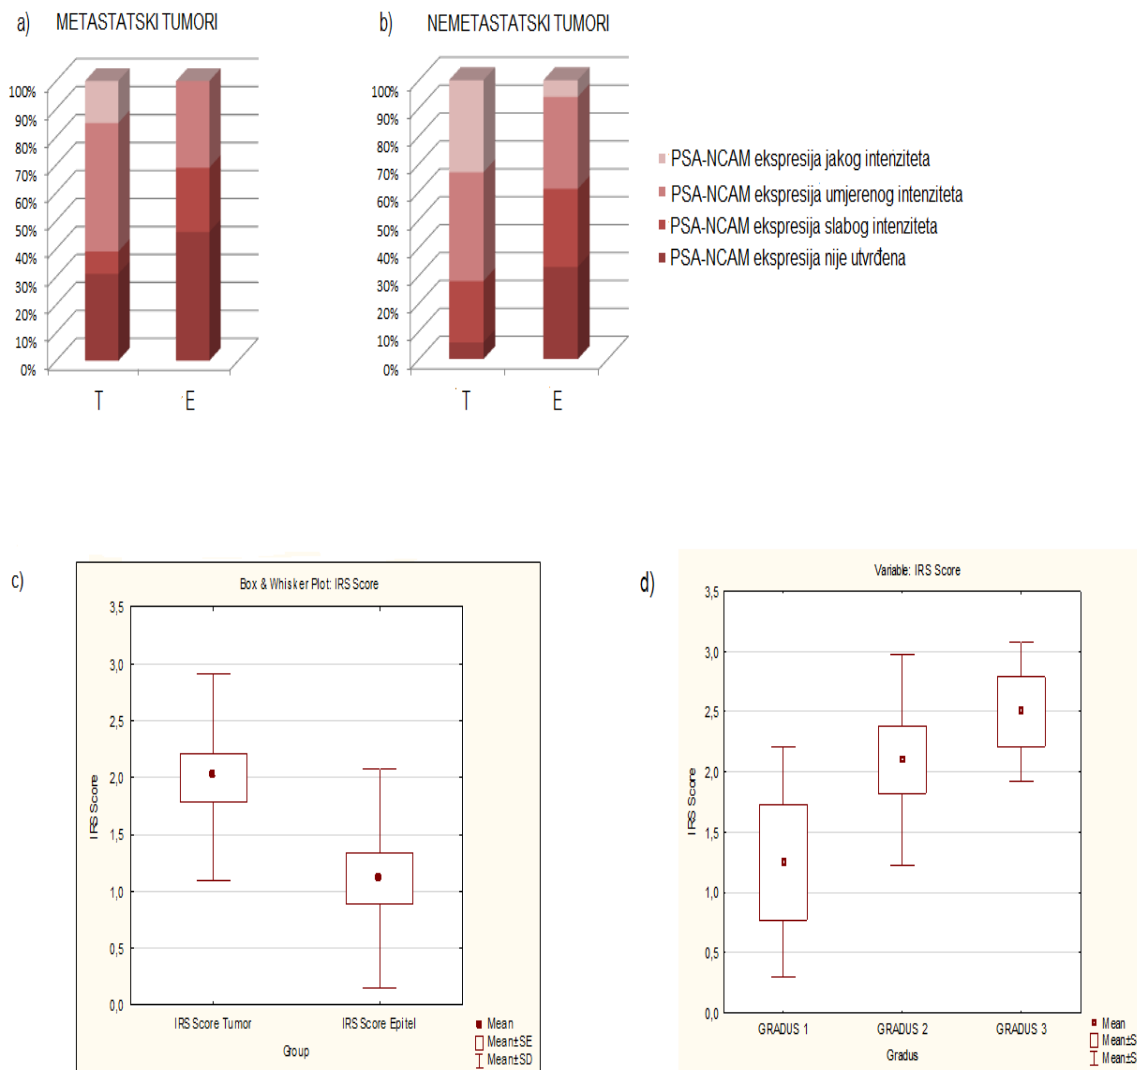 a) METASTATSKI TUMORI
100%
90%
80%
70%
60%
50%
40%
30%
20%
10%
0%
T E
b) NEMETASTATSKI TUMORI
100%
90%
80%
70%
60%
50%
40%
30%
20%
10%
0%
T E
PSA-NCAM ekspresija jakog intenziteta
PSA-NCAM ekspresija umjerenog intenziteta
PSA-NCAM ekspresija slabog intenziteta
PSA-NCAM ekspresija nije utvrđena
c)
Box & Whisker Plot: IRS Score
3,5
3,0
2,5
2,0
1,5
1,0
0,5
0,0
IRS Score
IRS Score Tumor IRS Score Epitel
Group
Mean
Mean±SE
Mean±SD
d)
Variable: IRS Score
3,5
3,0
2,5
2,0
1,5
1,0
0,5
0,0
IRS Score
GRADUS 1 GRADUS 2 GRADUS 3
Gradus
Mean
Mean±S
Mean±S